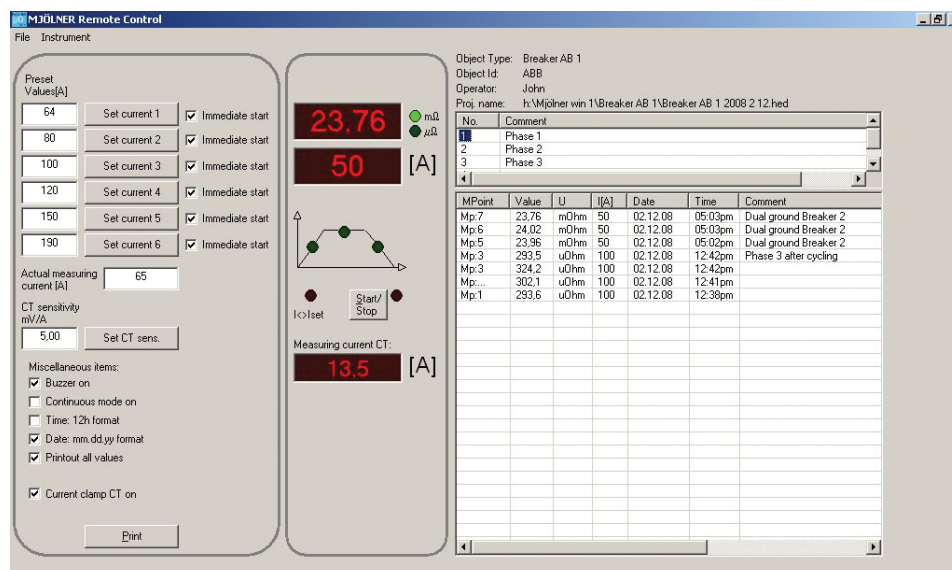 MJÖLNER Remote Control
File Instrument
Preset
Values[A]
64 Set current 1 Immediate start
80 Set current 2 Immediate start
100 Set current 3 Immediate start
120 Set current 4 Immediate start
150 Set current 5 Immediate start
190 Set current 6 Immediate start
Actual measuring
current [A] 65
CT sensitivity
mV/A
5,00 Set CT sens.
Miscellaneous items:
Buzzer on
Continuous mode on
Time: 12h format
Date: mm.dd.yy format
Printout all values
Current clamp CT on
Print
23.76 mΩ
µΩ
50 [A]
I<>Iset
Start/
Stop
Measuring current CT:
13,5 [A]
Object Type: Breaker AB 1
Object Id: ABB
Operator: John
Proj. name: h:\Mjölner win 1\Breaker AB 1\Breaker AB 1 2008 2 12.hed
No. Comment
1 Phase 1
2 Phase 2
3 Phase 3
MPoint Value U I[A] Date Time Comment
Mp:7 23,76 mOhm 50 02.12.08 05:03pm Dual ground Breaker 2
Mp:6 24,02 mOhm 50 02.12.08 05:03pm Dual ground Breaker 2
Mp:5 23,96 mOhm 50 02.12.08 05:02pm Dual ground Breaker 2
Mp:3 293,5 uOhm 100 02.12.08 12:42pm Phase 3 after cycling
Mp:3 324,2 uOhm 100 02.12.08 12:42pm
Mp:... 302,1 uOhm 100 02.12.08 12:41pm
Mp:1 293,6 uOhm 100 02.12.08 12:38pm